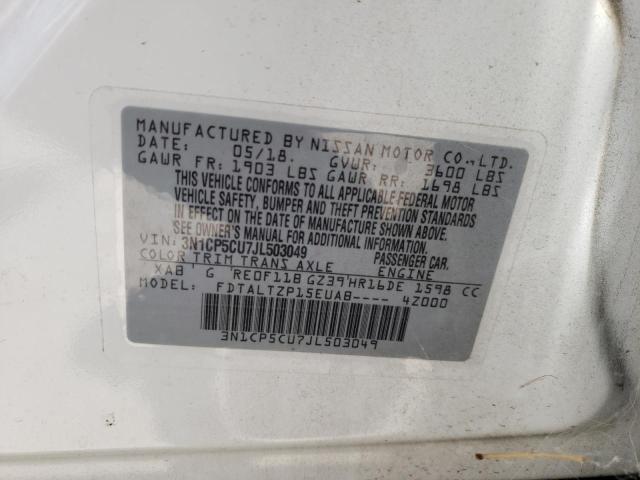 MANUFACTURED BY NISSAN MOTOR CO., LTD.
DATE: 05/18. GVWR: 3600 LBS
GAWR FR: 1903 LBS GAWR RR: 1698 LBS
THIS VEHICLE CONFORMS TO ALL APPLICABLE FEDERAL MOTOR
VEHICLE SAFETY, BUMPER AND THEFT PREVENTION STANDARDS
IN EFFECT ON THE DATE OF MANUFACTURE SHOWN ABOVE.
SEE OWNER'S MANUAL FOR ADDITIONAL INFORMATION.
VIN: 3N1CP5CU7JL503049 PASSENGER CAR.
COLOR TRIM TRANS AXLE ENGINE
XAB G RE0F11B GZ39 HR16DE 1598 CC
MODEL: FDTALTZP15EUAB---- 4Z000
3N1CP5CU7JL503049